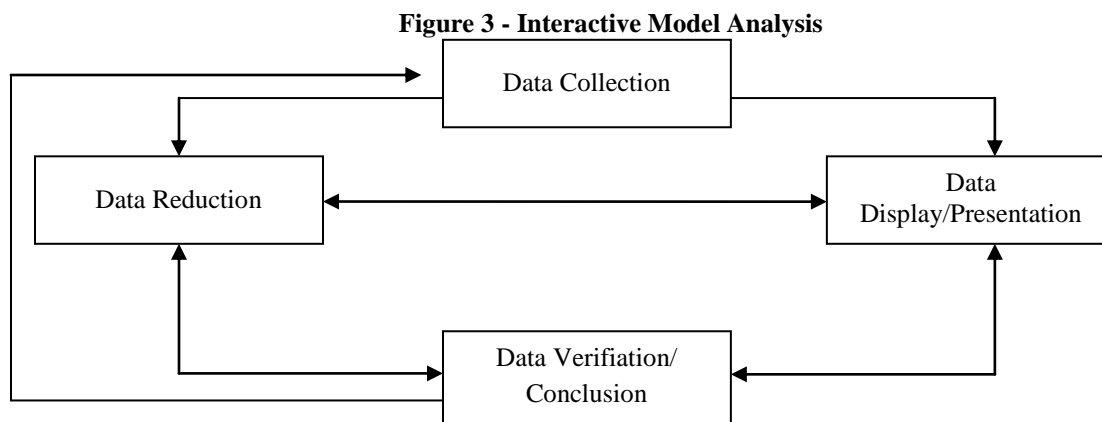 Figure 3 - Interactive Model Analysis
Data Collection
Data Reduction
Data
Display/Presentation
Data Verifiation/
Conclusion